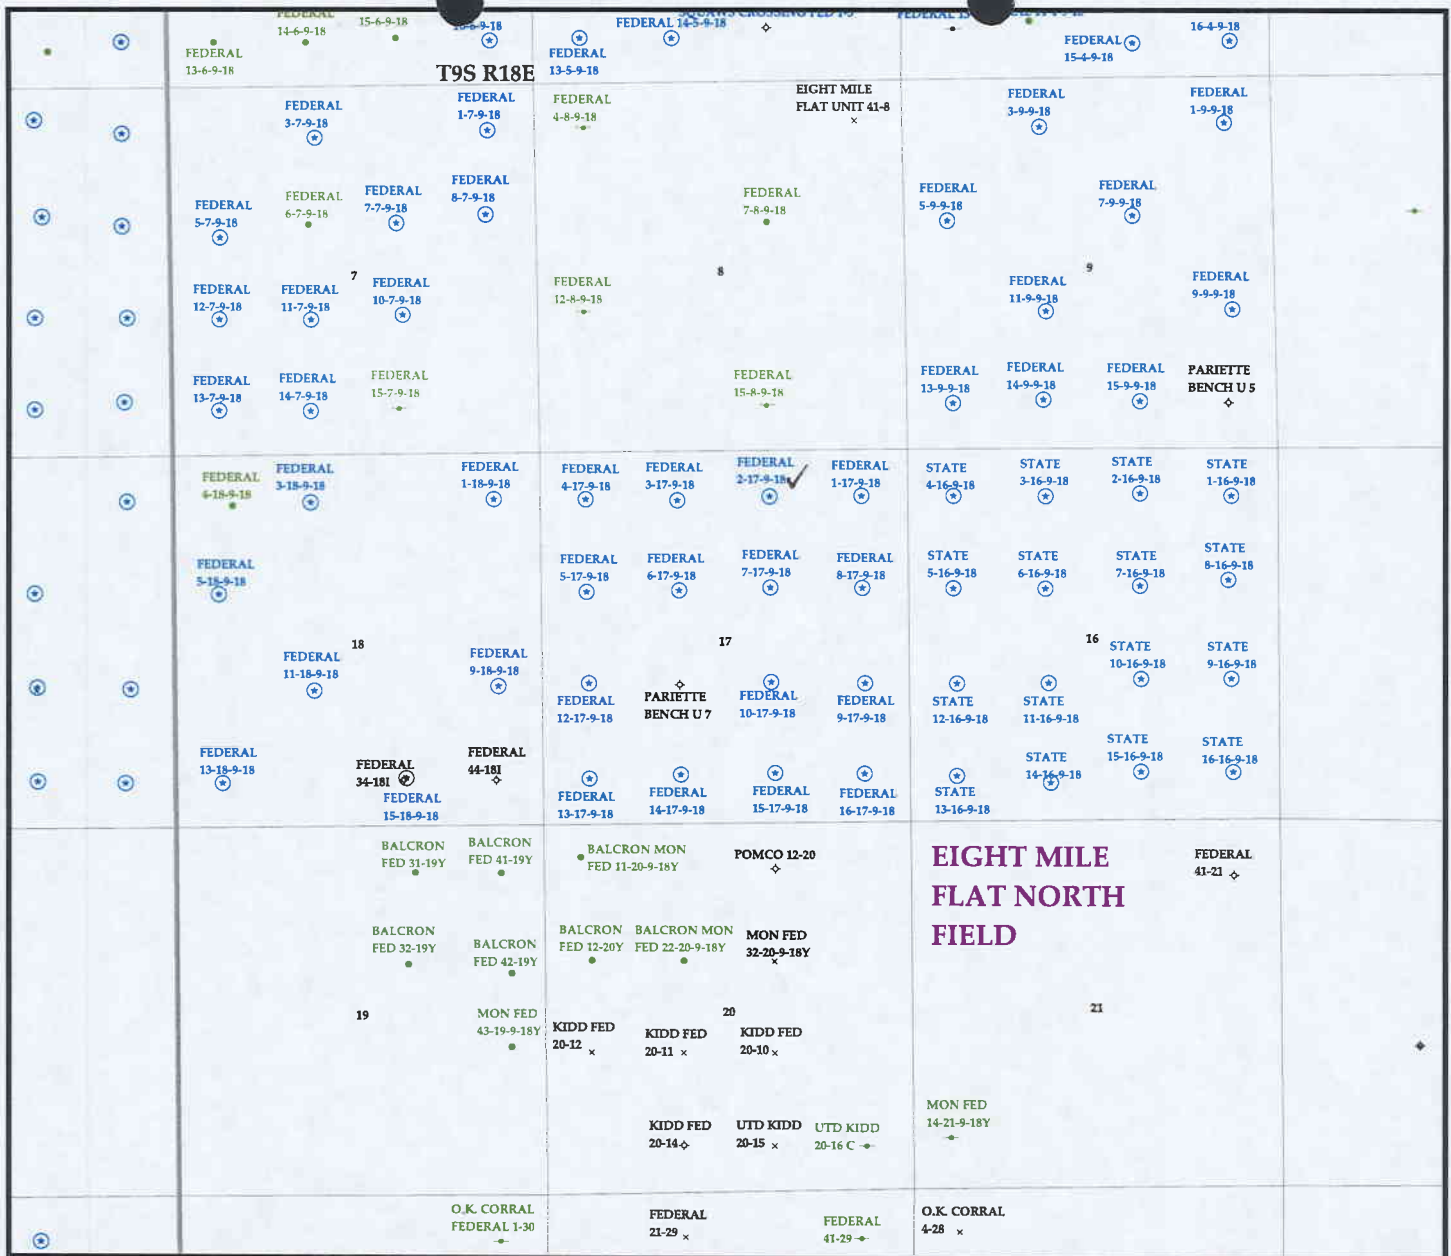 FEDERAL
14-6-9-18
15-6-9-18
FEDERAL
13-6-9-18
T9S R18E
FEDERAL 14-5-9-18
FEDERAL
13-5-9-18
FEDERAL
15-4-9-18
16-4-9-18
FEDERAL
3-7-9-18
FEDERAL
1-7-9-18
FEDERAL
4-8-9-18
EIGHT MILE
FLAT UNIT 41-8
FEDERAL
3-9-9-18
FEDERAL
1-9-9-18
FEDERAL
5-7-9-18
FEDERAL
6-7-9-18
FEDERAL
7-7-9-18
FEDERAL
8-7-9-18
FEDERAL
7-8-9-18
FEDERAL
5-9-9-18
FEDERAL
7-9-9-18
7
8
9
FEDERAL
12-7-9-18
FEDERAL
11-7-9-18
FEDERAL
10-7-9-18
FEDERAL
12-8-9-18
FEDERAL
11-9-9-18
FEDERAL
9-9-9-18
FEDERAL
13-7-9-18
FEDERAL
14-7-9-18
FEDERAL
15-7-9-18
FEDERAL
15-8-9-18
FEDERAL
13-9-9-18
FEDERAL
14-9-9-18
FEDERAL
15-9-9-18
PARIETTE
BENCH U 5
FEDERAL
4-18-9-18
FEDERAL
3-18-9-18
FEDERAL
1-18-9-18
FEDERAL
4-17-9-18
FEDERAL
3-17-9-18
FEDERAL
2-17-9-18
FEDERAL
1-17-9-18
STATE
4-16-9-18
STATE
3-16-9-18
STATE
2-16-9-18
STATE
1-16-9-18
FEDERAL
5-18-9-18
FEDERAL
5-17-9-18
FEDERAL
6-17-9-18
FEDERAL
7-17-9-18
FEDERAL
8-17-9-18
STATE
5-16-9-18
STATE
6-16-9-18
STATE
7-16-9-18
STATE
8-16-9-18
18
17
16
FEDERAL
11-18-9-18
FEDERAL
9-18-9-18
FEDERAL
12-17-9-18
PARIETTE
BENCH U 7
FEDERAL
10-17-9-18
FEDERAL
9-17-9-18
STATE
12-16-9-18
STATE
11-16-9-18
STATE
10-16-9-18
STATE
9-16-9-18
FEDERAL
13-18-9-18
FEDERAL
34-18I
FEDERAL
15-18-9-18
FEDERAL
44-18I
FEDERAL
13-17-9-18
FEDERAL
14-17-9-18
FEDERAL
15-17-9-18
FEDERAL
16-17-9-18
STATE
13-16-9-18
STATE
14-16-9-18
STATE
15-16-9-18
STATE
16-16-9-18
BALCRON
FED 31-19Y
BALCRON
FED 41-19Y
BALCRON MON
FED 11-20-9-18Y
POMCO 12-20
EIGHT MILE
FLAT NORTH
FIELD
FEDERAL
41-21
BALCRON
FED 32-19Y
BALCRON
FED 42-19Y
BALCRON
FED 12-20Y
BALCRON MON
FED 22-20-9-18Y
MON FED
32-20-9-18Y
19
20
21
MON FED
43-19-9-18Y
KIDD FED
20-12
KIDD FED
20-11
KIDD FED
20-10
KIDD FED
20-14
UTD KIDD
20-15
UTD KIDD
20-16 C
MON FED
14-21-9-18Y
O.K. CORRAL
FEDERAL 1-30
FEDERAL
21-29
FEDERAL
41-29
O.K. CORRAL
4-28